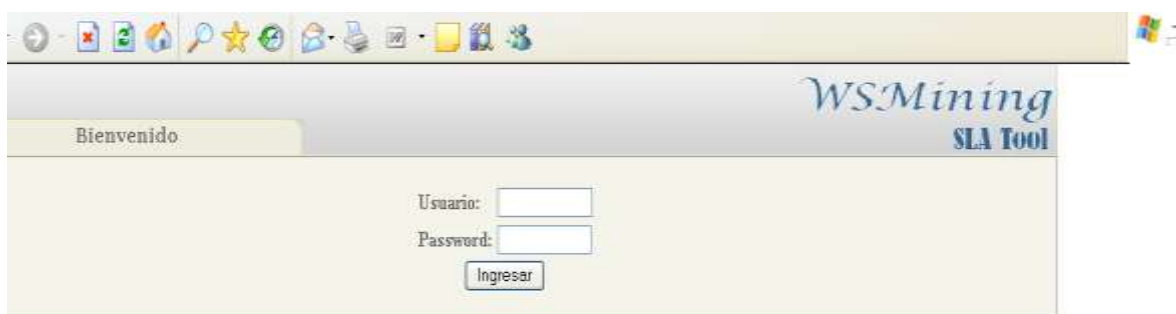 WSMining
SLA Tool
Bienvenido
Usuario:
Password:
Ingresar